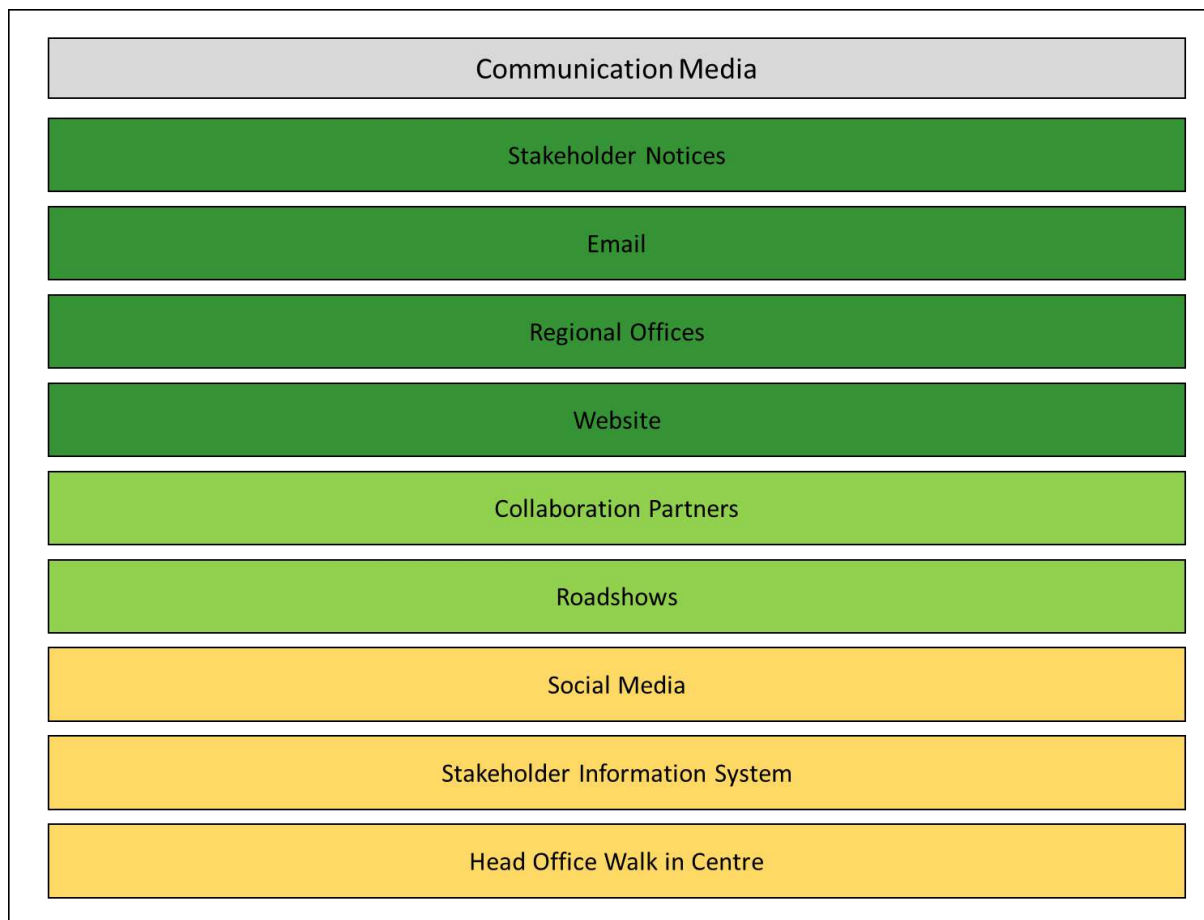 Communication Media
Stakeholder Notices
Email
Regional Offices
Website
Collaboration Partners
Roadshows
Social Media
Stakeholder Information System
Head Office Walk in Centre